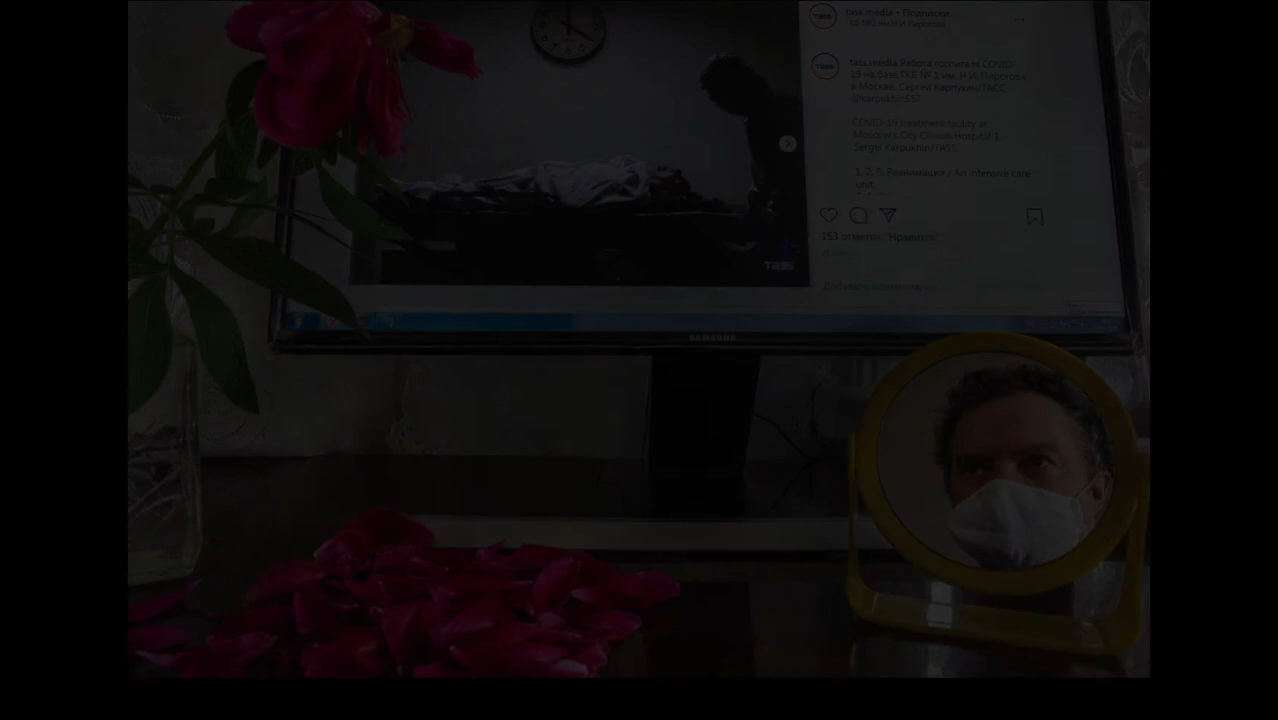 tass.media • Подписки
tass.media Работа госпиталя COVID-
19 на базе ГКБ № 1 им. Н.И. Пирогова
в Москве. Сергей Карпухин/ТАСС
@karpukhin557
COVID-19 treatment facility at
Moscow's City Clinical Hospital 1.
Sergei Karpukhin/TASS
1, 2, 5. Реанимация / An intensive care
unit.
153 отметок "Нравится"
TASS
SAMSUNG